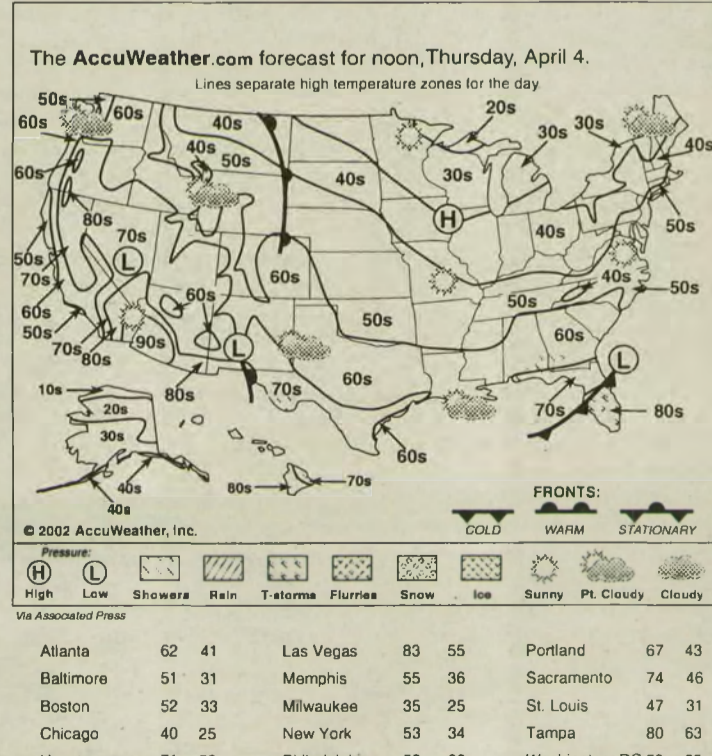 The AccuWeather.com forecast for noon, Thursday, April 4.
Lines separate high temperature zones for the day
50s 60s 40s 20s
60s 30s 30s
40s 50s 40s
60s 40s 30s
80s 70s H 40s 50s
50s L
70s 60s 60s 40s 50s
60s 50s 50s
50s 70s 80s 90s L 60s L
10s 80s 70s 60s 70s 80s
20s
30s 60s
40s 80s 70s
40s
FRONTS:
COLD WARM STATIONARY
© 2002 AccuWeather, Inc.
Pressure:
H L
High Low Showers Rain T-storms Flurries Snow Ice Sunny Pt. Cloudy Cloudy
Via Associated Press
Atlanta 62 41 Las Vegas 83 55 Portland 67 43
Baltimore 51 31 Memphis 55 36 Sacramento 74 46
Boston 52 33 Milwaukee 35 25 St. Louis 47 31
Chicago 40 25 New York 53 34 Tampa 80 63